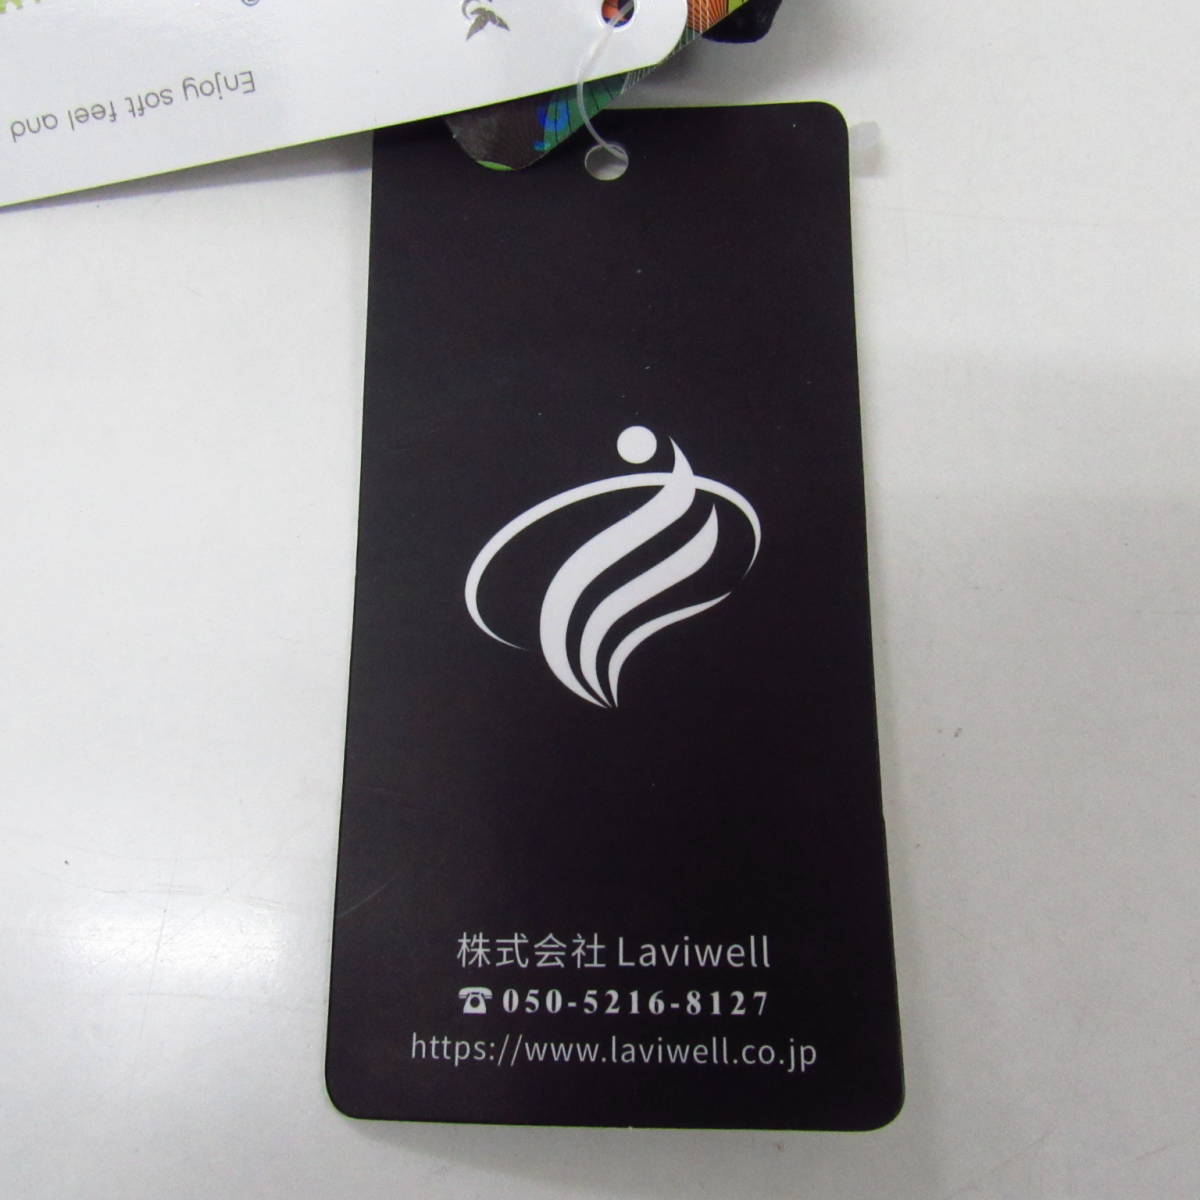 Enjoy soft feel and
株式会社 Laviwell
☎050-5216-8127
https://www.laviwell.co.jp